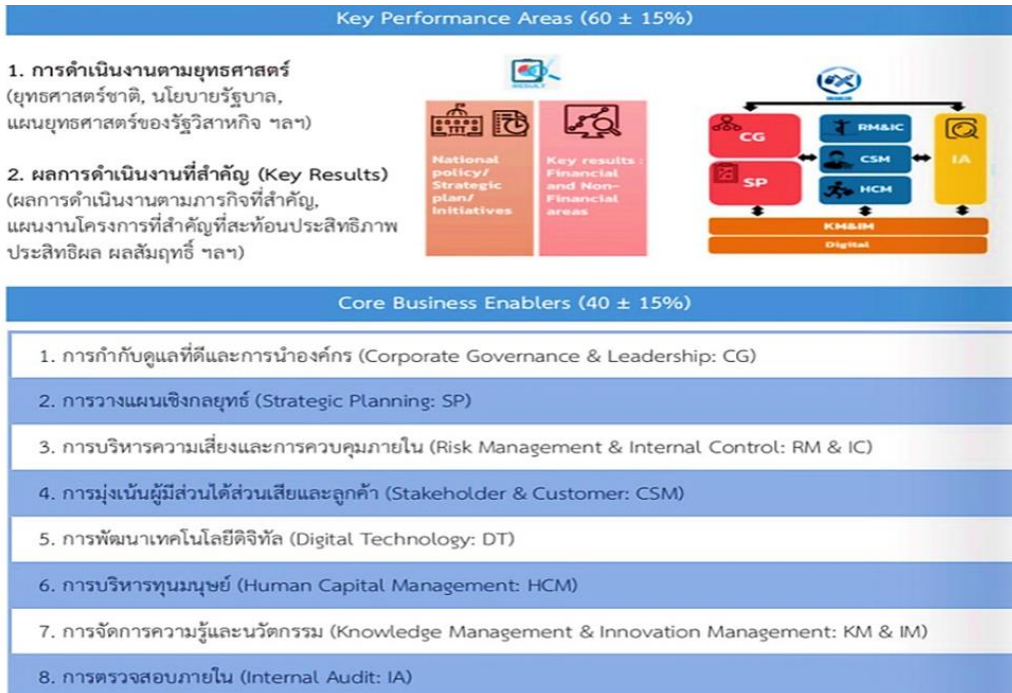 Key Performance Areas (60 ± 15%)
1. การดำเนินงานตามยุทธศาสตร์
(ยุทธศาสตร์ชาติ, นโยบายรัฐบาล,
แผนยุทธศาสตร์ของรัฐวิสาหกิจ ฯลฯ)
2. ผลการดำเนินงานที่สำคัญ (Key Results)
(ผลการดำเนินงานตามภารกิจที่สำคัญ,
แผนงานโครงการที่สำคัญที่สะท้อนประสิทธิภาพ
ประสิทธิผล ผลสัมฤทธิ์ ฯลฯ)
RESULT
National
policy/
Strategic
plan/
Initiatives
Key results :
Financial
and Non-
Financial
areas
CG
SP
RM&IC
CSM
HCM
IA
KM&IM
Digital
Core Business Enablers (40 ± 15%)
1. การกำกับดูแลที่ดีและการนำองค์กร (Corporate Governance & Leadership: CG)
2. การวางแผนเชิงกลยุทธ์ (Strategic Planning: SP)
3. การบริหารความเสี่ยงและการควบคุมภายใน (Risk Management & Internal Control: RM & IC)
4. การมุ่งเน้นผู้มีส่วนได้ส่วนเสียและลูกค้า (Stakeholder & Customer: CSM)
5. การพัฒนาเทคโนโลยีดิจิทัล (Digital Technology: DT)
6. การบริหารทุนมนุษย์ (Human Capital Management: HCM)
7. การจัดการความรู้และนวัตกรรม (Knowledge Management & Innovation Management: KM & IM)
8. การตรวจสอบภายใน (Internal Audit: IA)